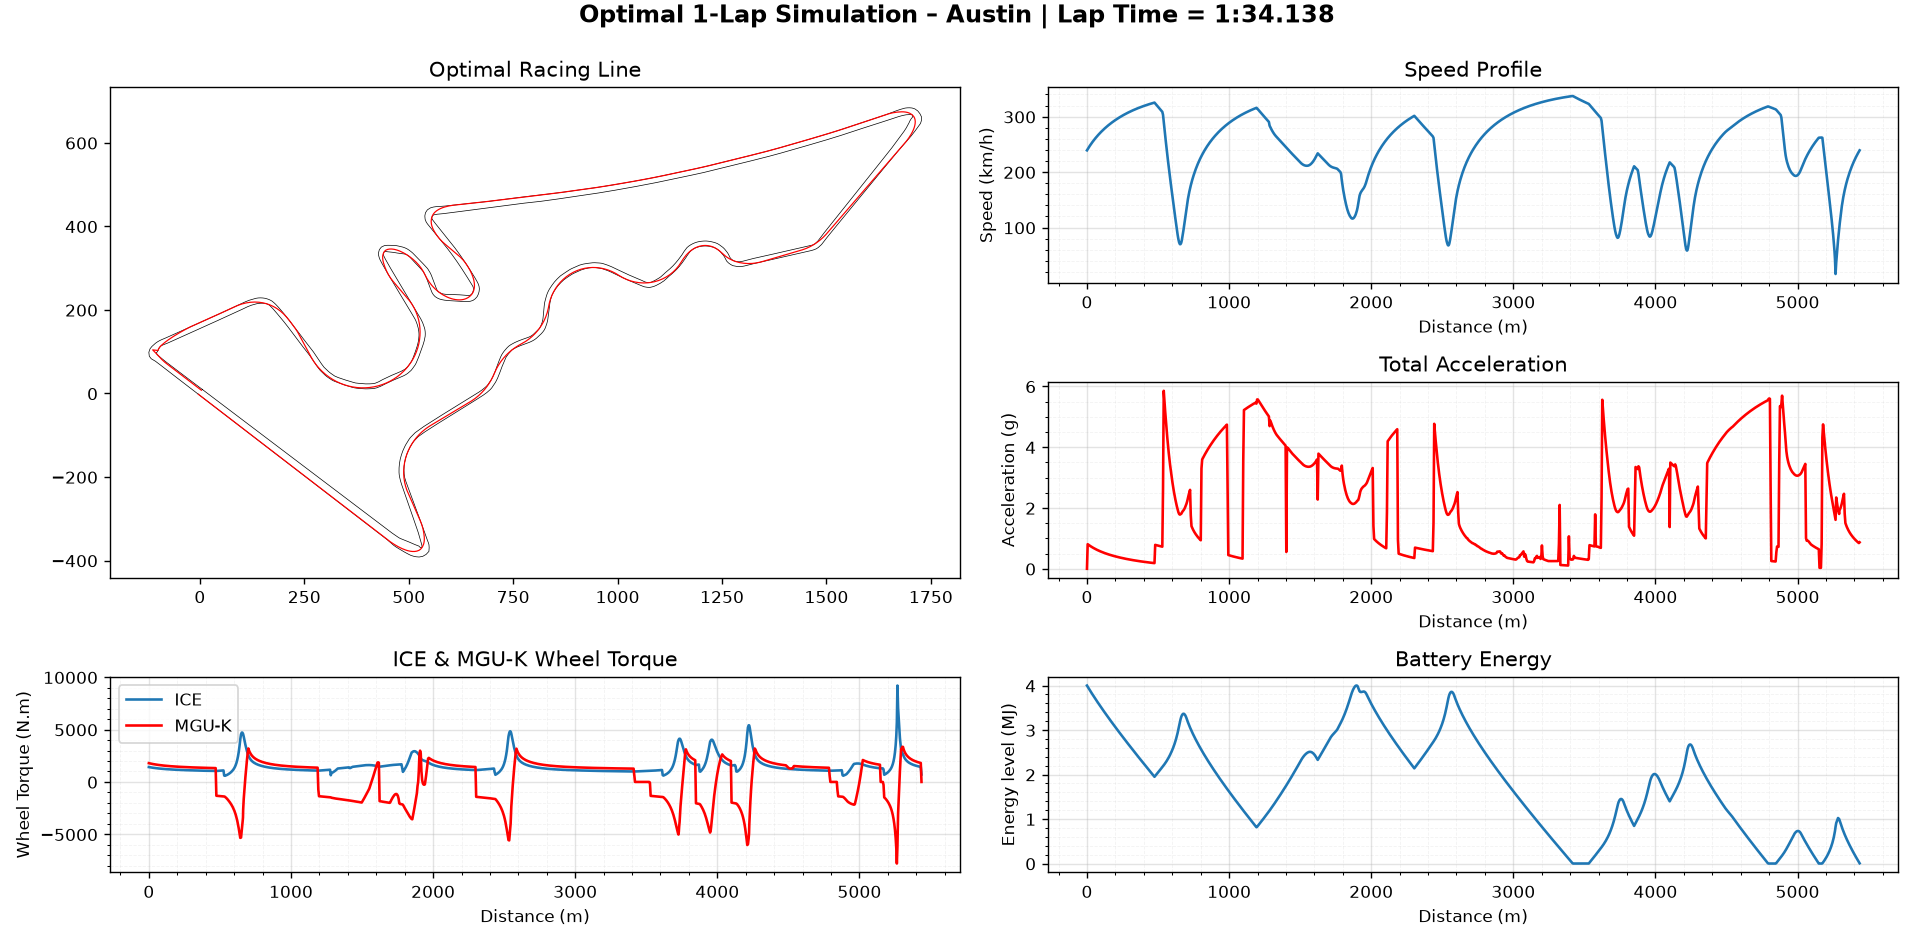 Optimal 1-Lap Simulation – Austin | Lap Time = 1:34.138
Optimal Racing Line
600
400
200
0
−200
−400
0 250 500 750 1000 1250 1500 1750
Speed Profile
Speed (km/h)
300
200
100
0 1000 2000 3000 4000 5000
Distance (m)
Total Acceleration
Acceleration (g)
6
4
2
0
0 1000 2000 3000 4000 5000
Distance (m)
ICE & MGU-K Wheel Torque
Wheel Torque (N.m)
10000
5000
0
−5000
ICE
MGU-K
0 1000 2000 3000 4000 5000
Distance (m)
Battery Energy
Energy level (MJ)
4
3
2
1
0
0 1000 2000 3000 4000 5000
Distance (m)